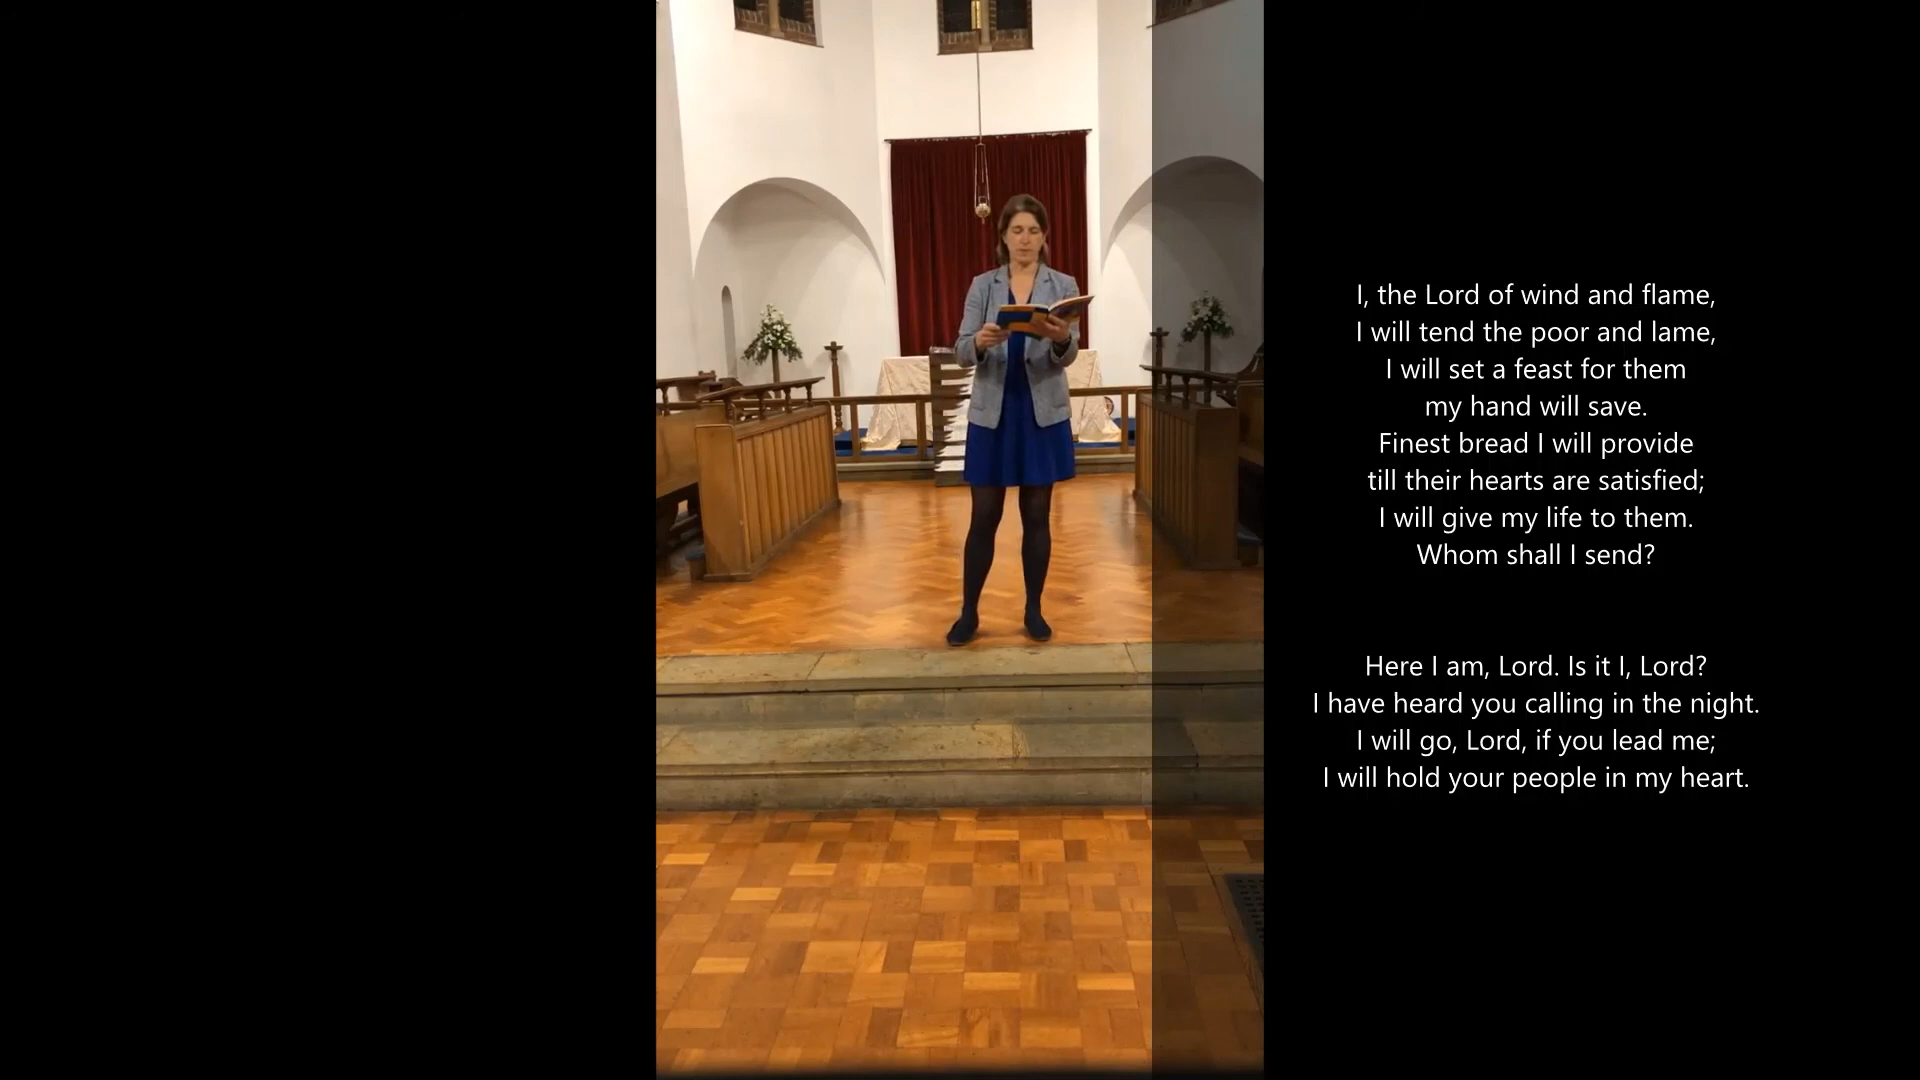 I, the Lord of wind and flame,
I will tend the poor and lame,
I will set a feast for them
my hand will save.
Finest bread I will provide
till their hearts are satisfied;
I will give my life to them.
Whom shall I send?
Here I am, Lord. Is it I, Lord?
I have heard you calling in the night.
I will go, Lord, if you lead me;
I will hold your people in my heart.